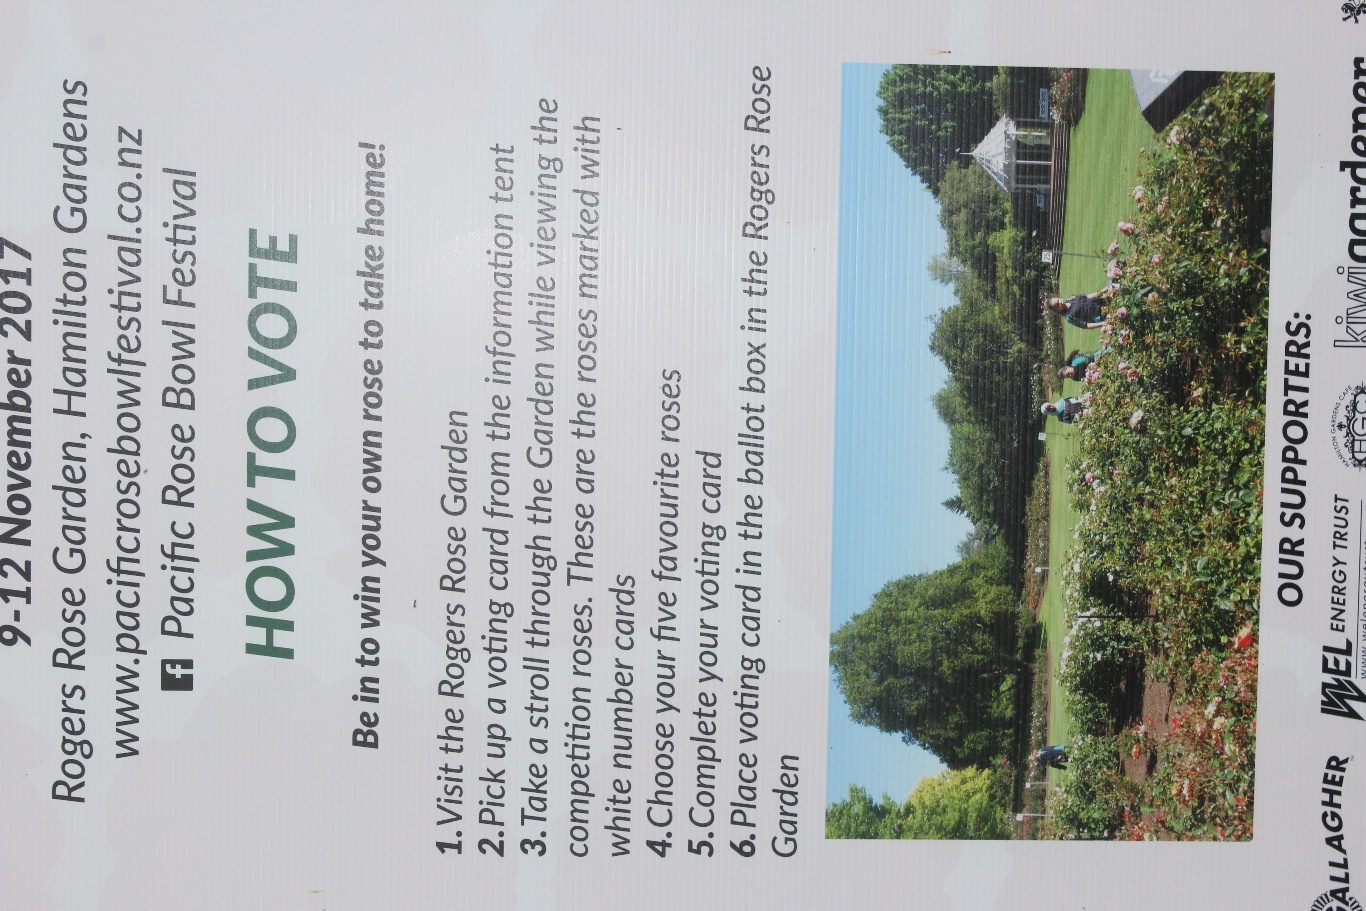 9-12 November 2017
Rogers Rose Garden, Hamilton Gardens
www.pacificrosebowlfestival.co.nz
Pacific Rose Bowl Festival
HOW TO VOTE
Be in to win your own rose to take home!
1.Visit the Rogers Rose Garden
2.Pick up a voting card from the information tent
3.Take a stroll through the Garden while viewing the
competition roses. These are the roses marked with
white number cards
4.Choose your five favourite roses
5.Complete your voting card
6.Place voting card in the ballot box in the Rogers Rose
Garden
OUR SUPPORTERS:
GALLAGHER
WEL ENERGY TRUST
HAMILTON GARDENS CAFE
HGC
kiwigardener